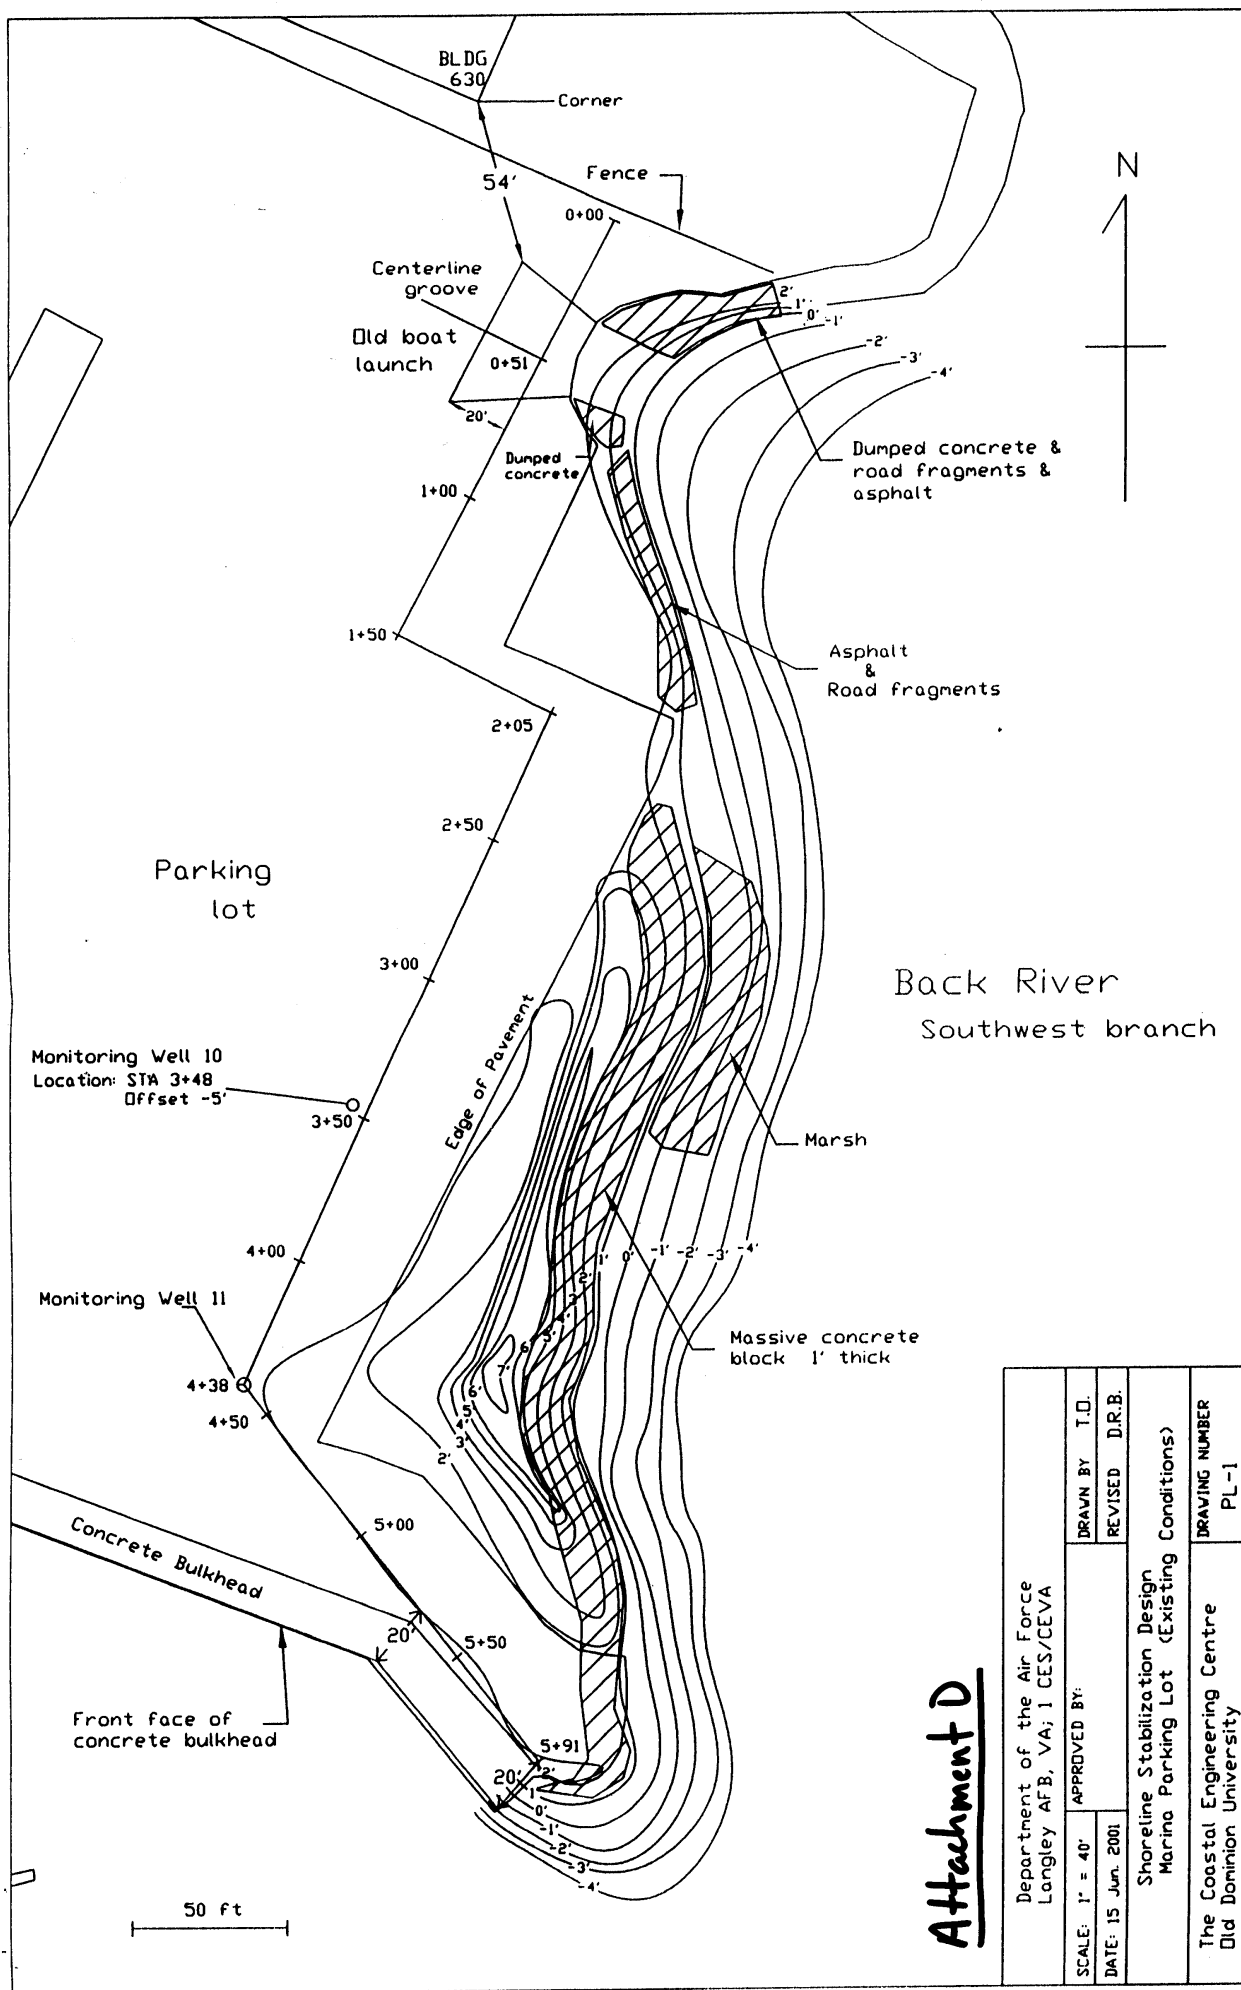 BLDG
630
Corner
54'
Fence
N
0+00
Centerline
groove
Old boat
launch
0+51
20'
Dumped
concrete
1+00
2'
1'
0'
-1'
-2'
-3'
-4'
Dumped concrete &
road fragments &
asphalt
1+50
Asphalt
&
Road fragments
2+05
2+50
Parking
lot
3+00
Back River
Southwest branch
Edge of Pavement
Monitoring Well 10
Location: STA 3+48
Offset -5'
3+50
Marsh
4+00
1'
0'
-1'
-2'
-3'
-4'
2'
3'
4'
5'
6'
7'
Monitoring Well 11
Massive concrete
block 1' thick
4+38
4+50
6'
5'
4'
3'
2'
5+00
Concrete Bulkhead
20'
5+50
Front face of
concrete bulkhead
5+91
20'
2'
1'
0'
-1'
-2'
-3'
-4'
50 ft
Attachment D
Department of the Air Force
Langley AFB, VA; 1 CES/CEVA
SCALE: 1" = 40'
APPROVED BY:
DRAWN BY T.O.
DATE: 15 Jun. 2001
REVISED D.R.B.
Shoreline Stabilization Design
Marina Parking Lot (Existing Conditions)
The Coastal Engineering Centre
Old Dominion University
DRAWING NUMBER
PL-1